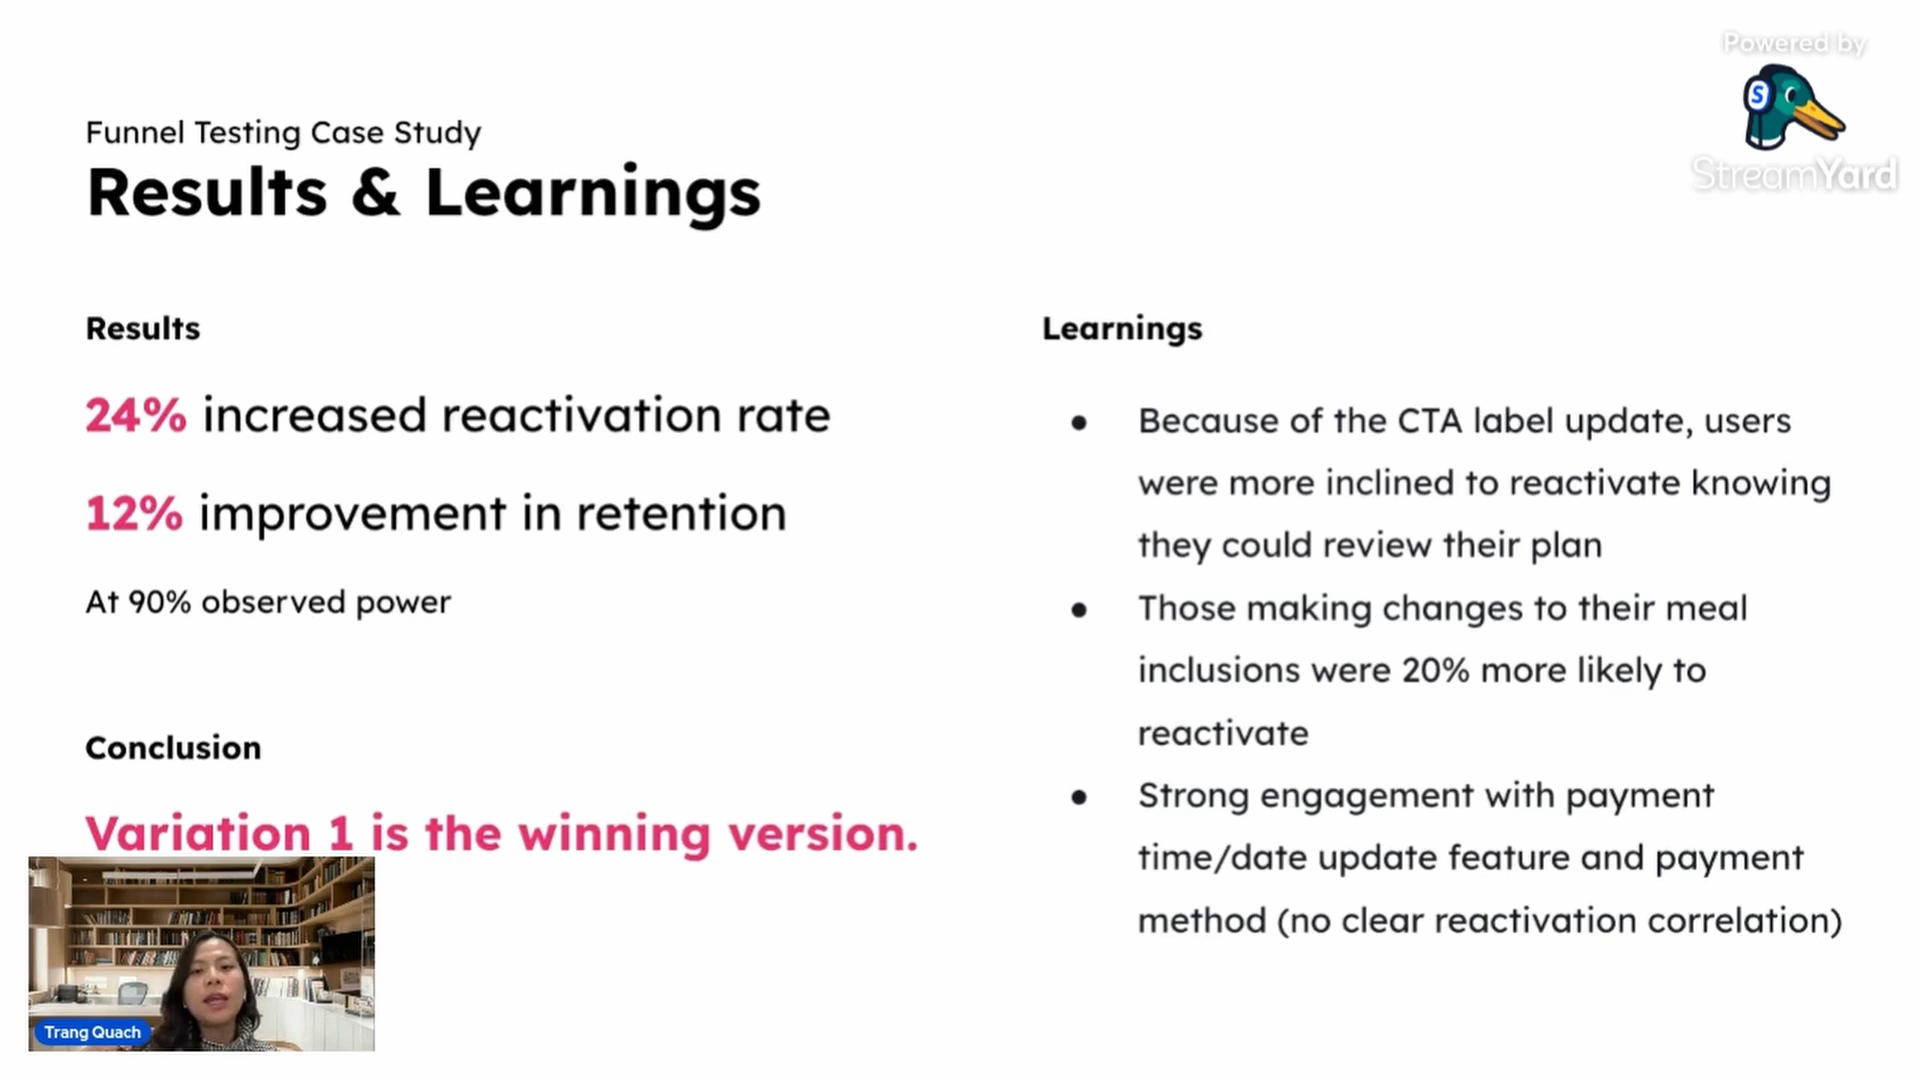 Powered by
S
StreamYard
Funnel Testing Case Study
Results & Learnings
Results
24% increased reactivation rate
12% improvement in retention
At 90% observed power
Conclusion
Variation 1 is the winning version.
Learnings
● Because of the CTA label update, users
were more inclined to reactivate knowing
they could review their plan
● Those making changes to their meal
inclusions were 20% more likely to
reactivate
● Strong engagement with payment
time/date update feature and payment
method (no clear reactivation correlation)
Trang Quach